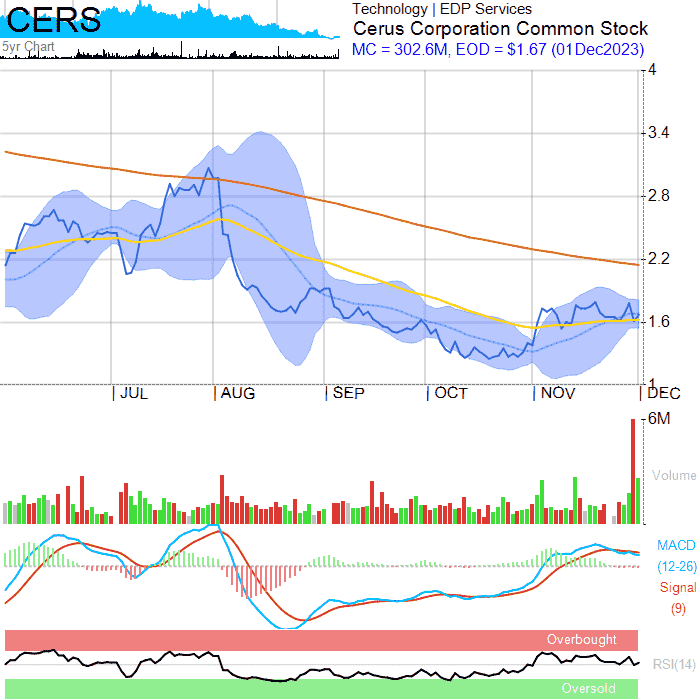 CERS
5yr Chart
Technology | EDP Services
Cerus Corporation Common Stock
MC = 302.6M, EOD = $1.67 (01Dec2023)
4
3.4
2.8
2.2
1.6
1
JUL AUG SEP OCT NOV DEC
6M
Volume
MACD
(12-26)
Signal
(9)
Overbought
RSI(14)
Oversold